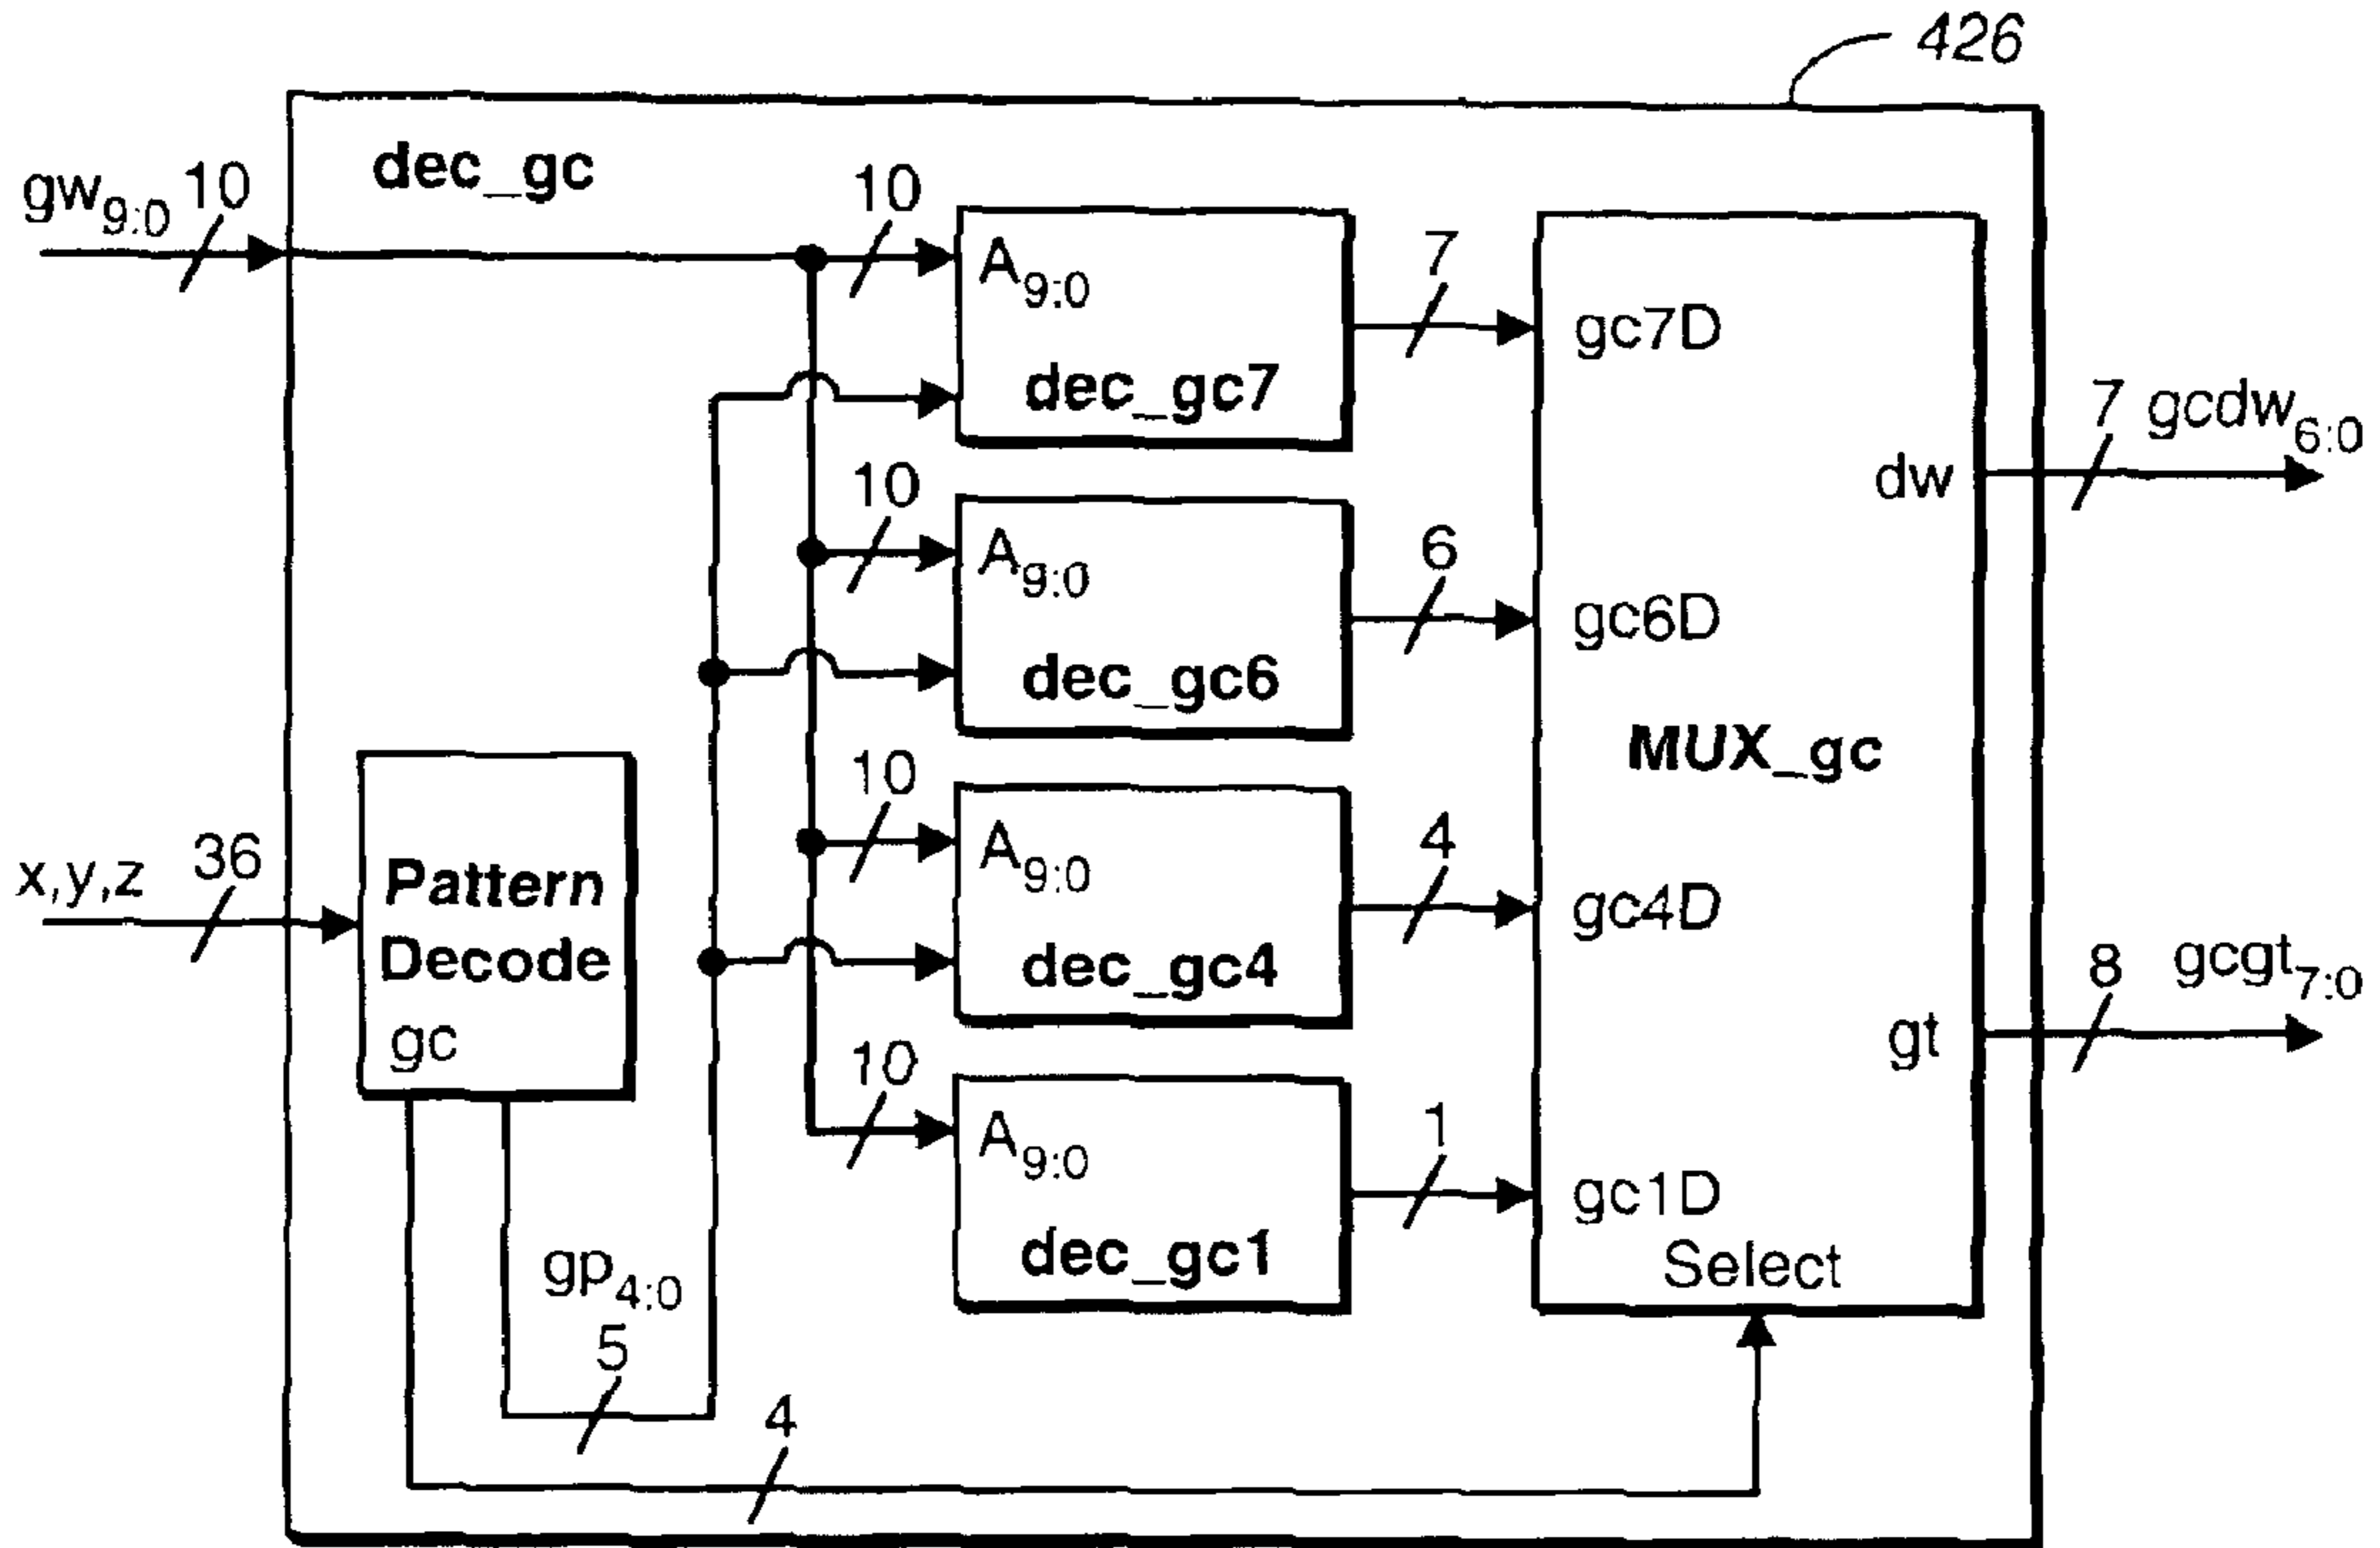 426
dec_gc
gw9:0
10
10
A9:0
dec_gc7
7
gc7D
10
A9:0
dec_gc6
6
gc6D
10
A9:0
dec_gc4
4
gc4D
10
A9:0
dec_gc1
1
gc1D
MUX_gc
Select
dw
7
gcdw6:0
gt
8
gcgt7:0
x,y,z
36
Pattern
Decode
gc
gp4:0
5
4